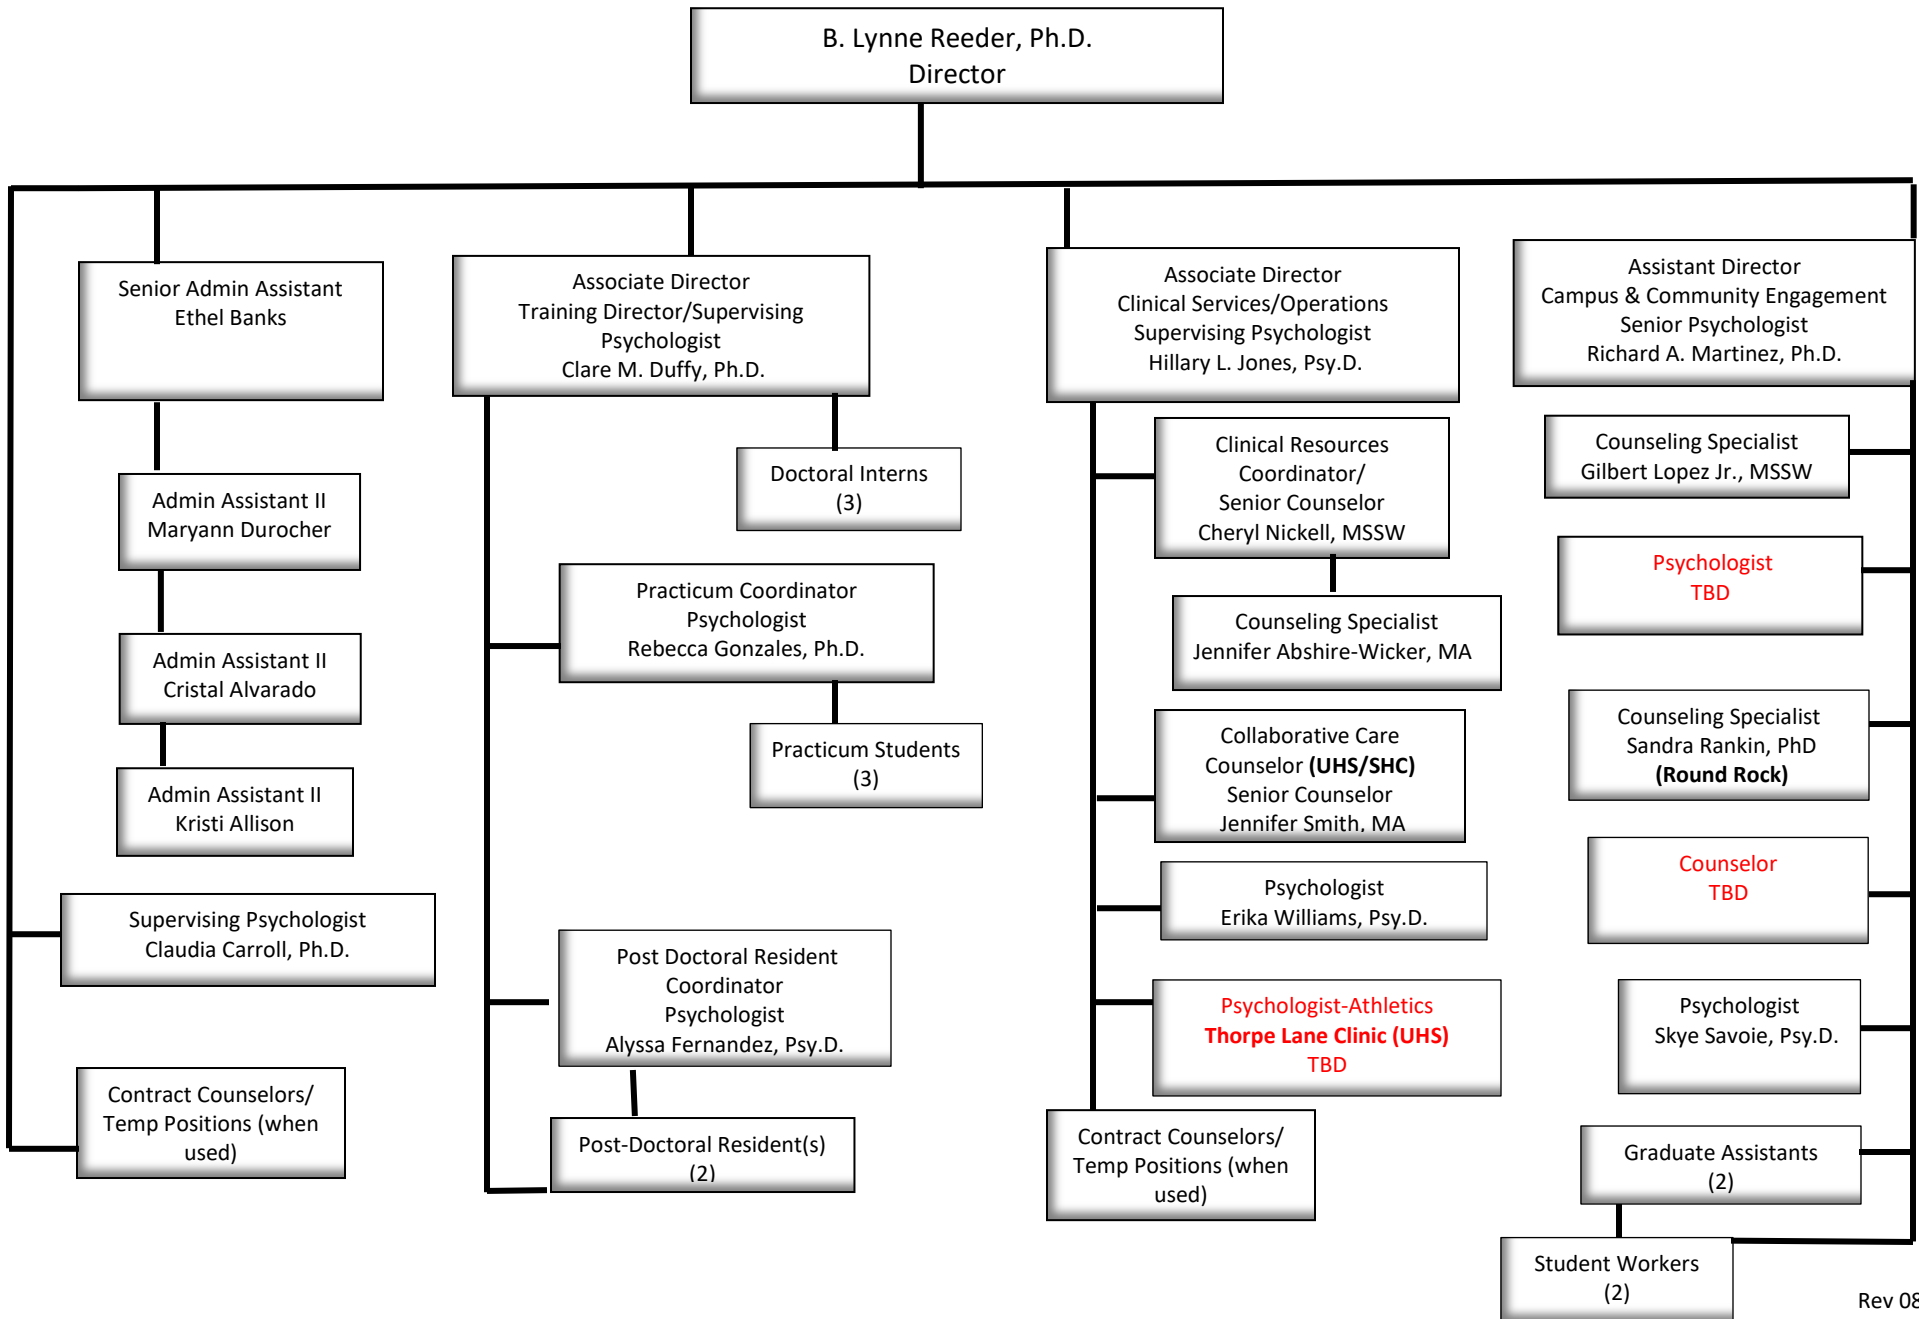 B. Lynne Reeder, Ph.D.
Director
Senior Admin Assistant
Ethel Banks
Admin Assistant II
Maryann Durocher
Admin Assistant II
Cristal Alvarado
Admin Assistant II
Kristi Allison
Supervising Psychologist
Claudia Carroll, Ph.D.
Contract Counselors/
Temp Positions (when
used)
Associate Director
Training Director/Supervising
Psychologist
Clare M. Duffy, Ph.D.
Doctoral Interns
(3)
Practicum Coordinator
Psychologist
Rebecca Gonzales, Ph.D.
Practicum Students
(3)
Post Doctoral Resident
Coordinator
Psychologist
Alyssa Fernandez, Psy.D.
Post-Doctoral Resident(s)
(2)
Associate Director
Clinical Services/Operations
Supervising Psychologist
Hillary L. Jones, Psy.D.
Clinical Resources
Coordinator/
Senior Counselor
Cheryl Nickell, MSSW
Counseling Specialist
Jennifer Abshire-Wicker, MA
Collaborative Care
Counselor (UHS/SHC)
Senior Counselor
Jennifer Smith, MA
Psychologist
Erika Williams, Psy.D.
Psychologist-Athletics
Thorpe Lane Clinic (UHS)
TBD
Contract Counselors/
Temp Positions (when
used)
Assistant Director
Campus & Community Engagement
Senior Psychologist
Richard A. Martinez, Ph.D.
Counseling Specialist
Gilbert Lopez Jr., MSSW
Psychologist
TBD
Counseling Specialist
Sandra Rankin, PhD
(Round Rock)
Counselor
TBD
Psychologist
Skye Savoie, Psy.D.
Graduate Assistants
(2)
Student Workers
(2)
Rev 08